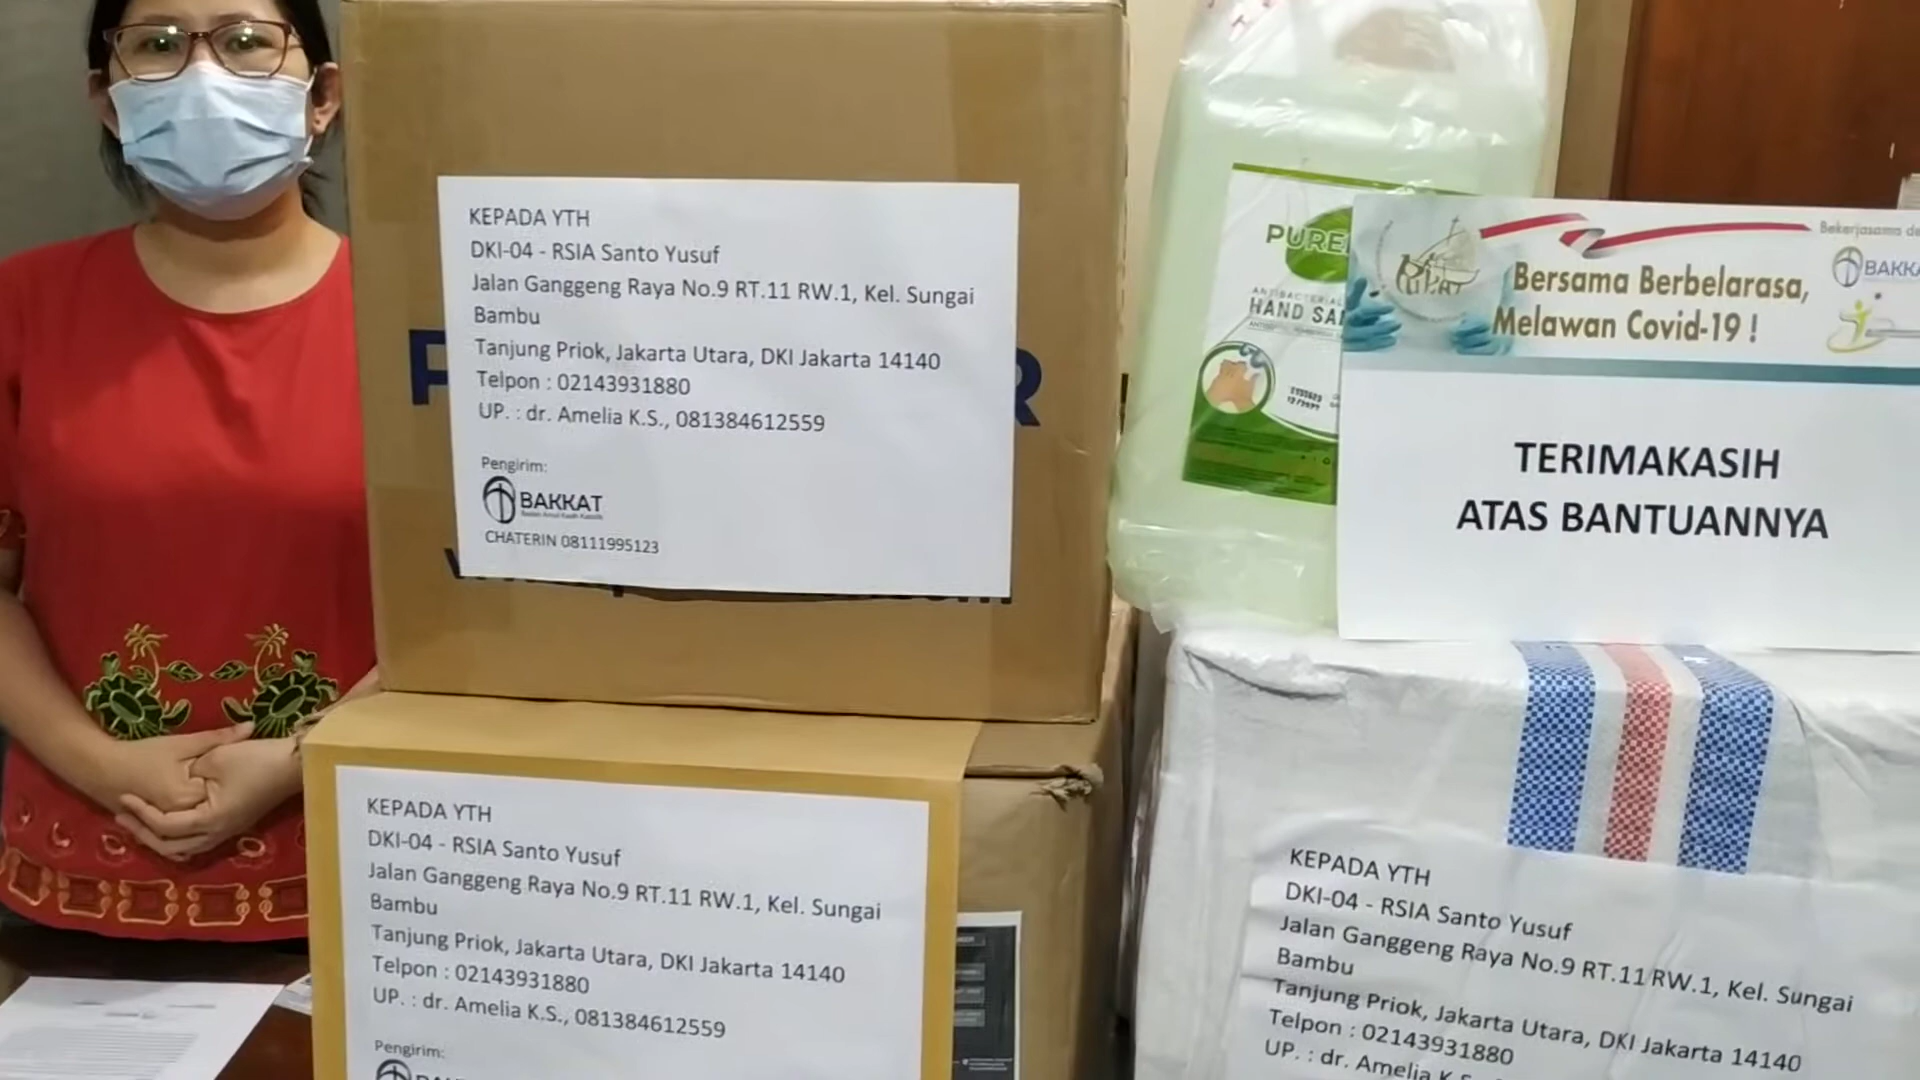 KEPADA YTH
DKI-04 - RSIA Santo Yusuf
Jalan Ganggeng Raya No.9 RT.11 RW.1, Kel. Sungai
Bambu
Tanjung Priok, Jakarta Utara, DKI Jakarta 14140
Telpon : 02143931880
UP. : dr. Amelia K.S., 081384612559
Pengirim:
BAKKAT
CHATERIN 08111995123
KEPADA YTH
DKI-04 - RSIA Santo Yusuf
Jalan Ganggeng Raya No.9 RT.11 RW.1, Kel. Sungai
Bambu
Tanjung Priok, Jakarta Utara, DKI Jakarta 14140
Telpon : 02143931880
UP. : dr. Amelia K.S., 081384612559
Pengirim:
PURE
ANTIBACTERIAL
HAND SA
Bekerjasama de
BAKKA
Bersama Berbelarasa,
Melawan Covid-19 !
TERIMAKASIH
ATAS BANTUANNYA
KEPADA YTH
DKI-04 - RSIA Santo Yusuf
Jalan Ganggeng Raya No.9 RT.11 RW.1, Kel. Sungai
Bambu
Tanjung Priok, Jakarta Utara, DKI Jakarta 14140
Telpon : 02143931880
UP. : dr. Amelia